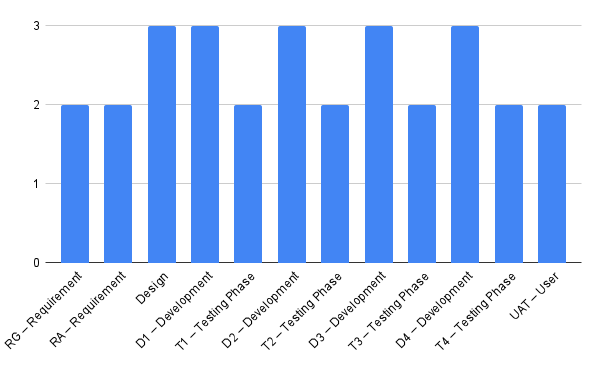 3
2
1
0
RG – Requirement
RA – Requirement
Design
D1 – Development
T1 – Testing Phase
D2 – Development
T2 – Testing Phase
D3 – Development
T3 – Testing Phase
D4 – Development
T4 – Testing Phase
UAT – User